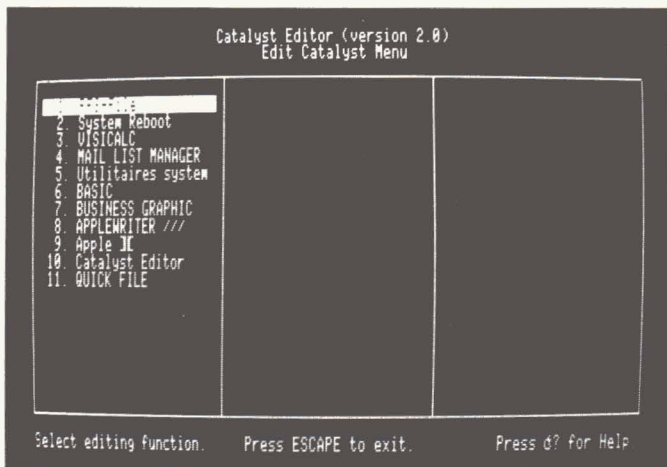 Catalyst Editor (version 2.0)
Edit Catalyst Menu
1.
2. System Reboot
3. VISICALC
4. MAIL LIST MANAGER
5. Utilitaires system
6. BASIC
7. BUSINESS GRAPHIC
8. APPLEWRITER ///
9. Apple ][
10. Catalyst Editor
11. QUICK FILE
Select editing function. Press ESCAPE to exit. Press ? for Help